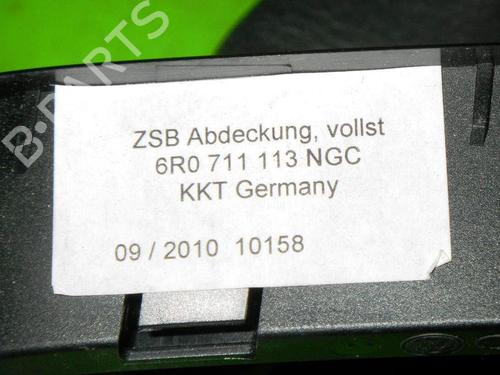 B-PARTS
ZSB Abdeckung, vollst
6R0 711 113 NGC
KKT Germany
09 / 2010 10158